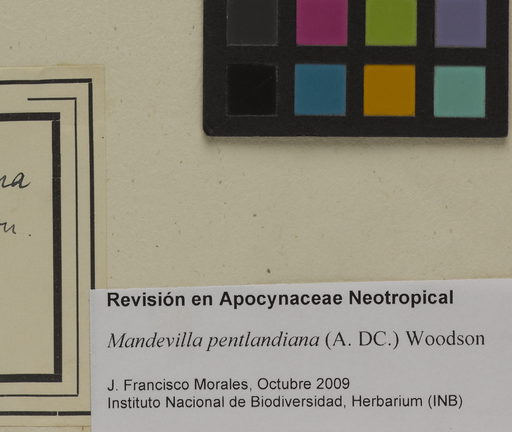 Revisión en Apocynaceae Neotropical
Mandevilla pentlandiana (A. DC.) Woodson
J. Francisco Morales, Octubre 2009
Instituto Nacional de Biodiversidad, Herbarium (INB)